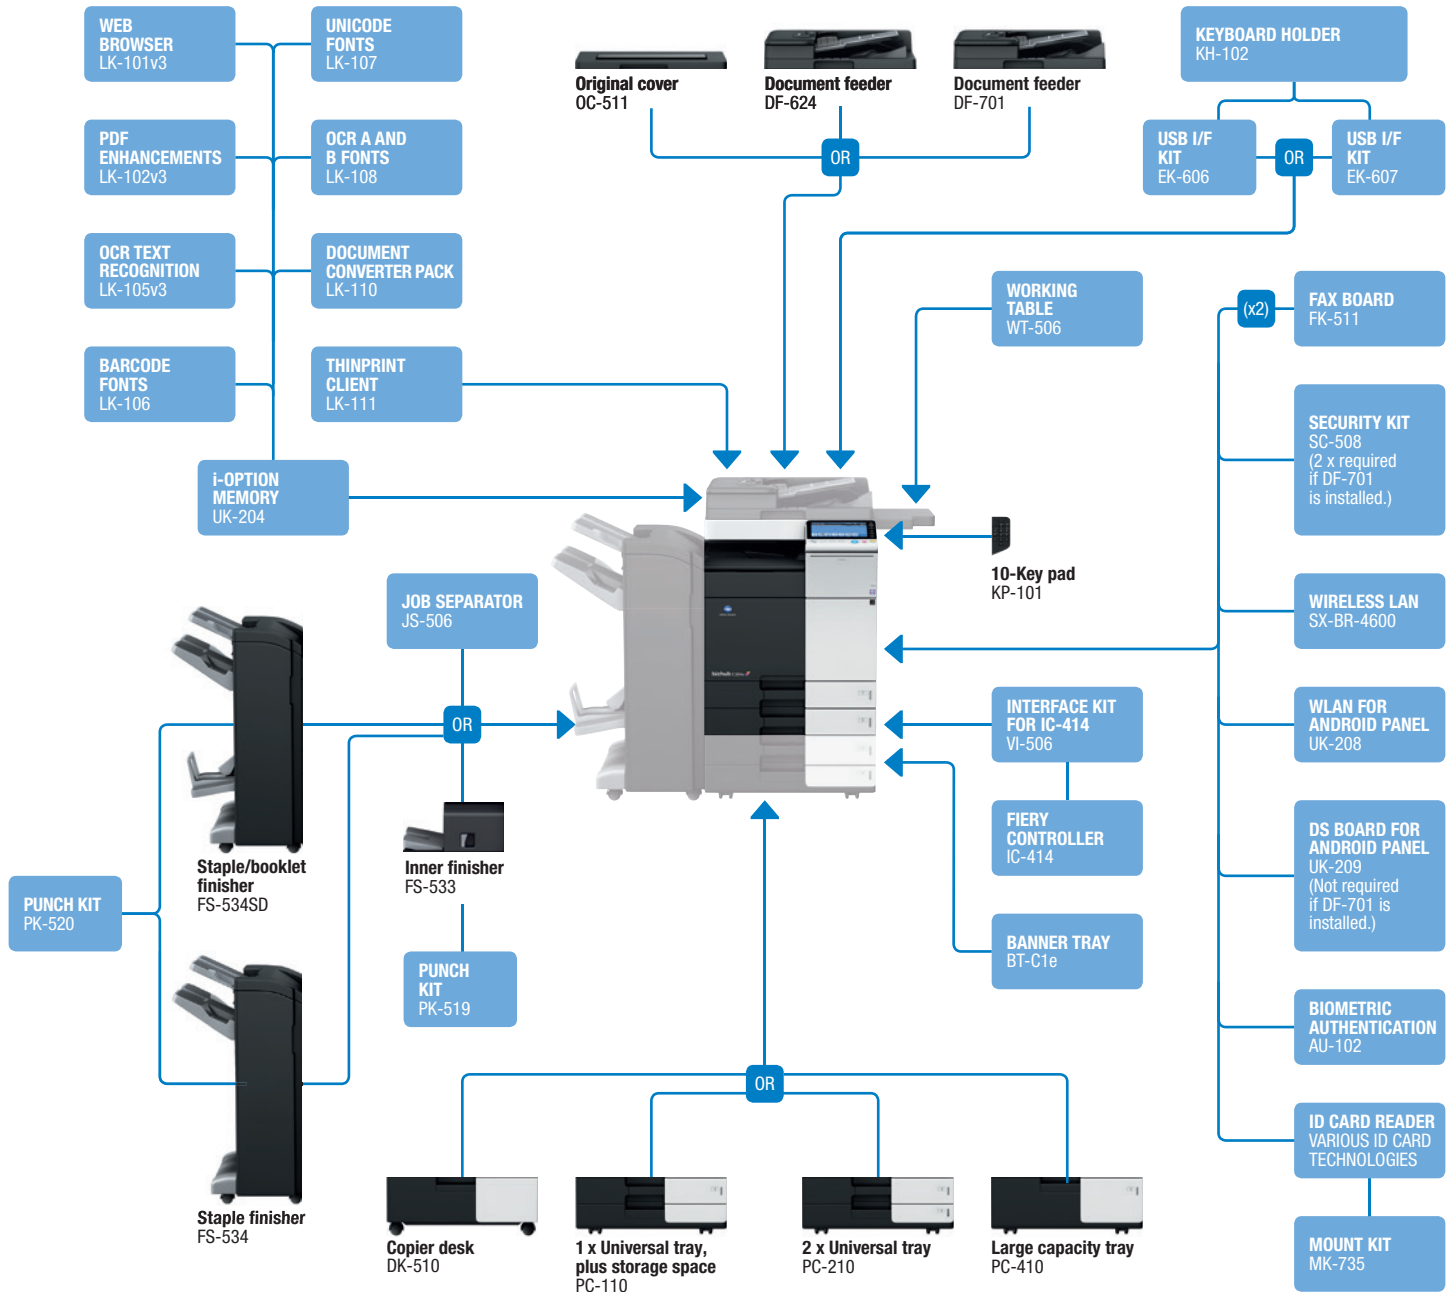 WEB
BROWSER
LK-101v3
UNICODE
FONTS
LK-107
PDF
ENHANCEMENTS
LK-102v3
OCR A AND
B FONTS
LK-108
OCR TEXT
RECOGNITION
LK-105v3
DOCUMENT
CONVERTER PACK
LK-110
BARCODE
FONTS
LK-106
THINPRINT
CLIENT
LK-111
i-OPTION
MEMORY
UK-204
Original cover
OC-511
Document feeder
DF-624
Document feeder
DF-701
OR
KEYBOARD HOLDER
KH-102
USB I/F
KIT
EK-606
OR
USB I/F
KIT
EK-607
WORKING
TABLE
WT-506
(x2)
FAX BOARD
FK-511
SECURITY KIT
SC-508
(2 x required
if DF-701
is installed.)
10-Key pad
KP-101
WIRELESS LAN
SX-BR-4600
JOB SEPARATOR
JS-506
OR
INTERFACE KIT
FOR IC-414
VI-506
WLAN FOR
ANDROID PANEL
UK-208
FIERY
CONTROLLER
IC-414
DS BOARD FOR
ANDROID PANEL
UK-209
(Not required
if DF-701 is
installed.)
Staple/booklet
finisher
FS-534SD
Inner finisher
FS-533
PUNCH KIT
PK-520
PUNCH
KIT
PK-519
BANNER TRAY
BT-C1e
BIOMETRIC
AUTHENTICATION
AU-102
OR
ID CARD READER
VARIOUS ID CARD
TECHNOLOGIES
Staple finisher
FS-534
Copier desk
DK-510
1 x Universal tray,
plus storage space
PC-110
2 x Universal tray
PC-210
Large capacity tray
PC-410
MOUNT KIT
MK-735